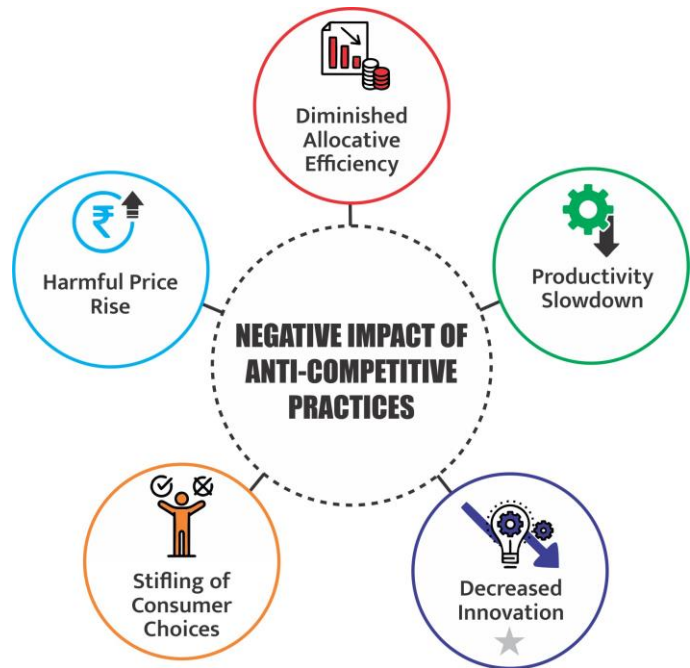 Diminished
Allocative
Efficiency
₹
Harmful Price
Rise
Productivity
Slowdown
NEGATIVE IMPACT OF
ANTI-COMPETITIVE
PRACTICES
Stifling of
Consumer
Choices
Decreased
Innovation